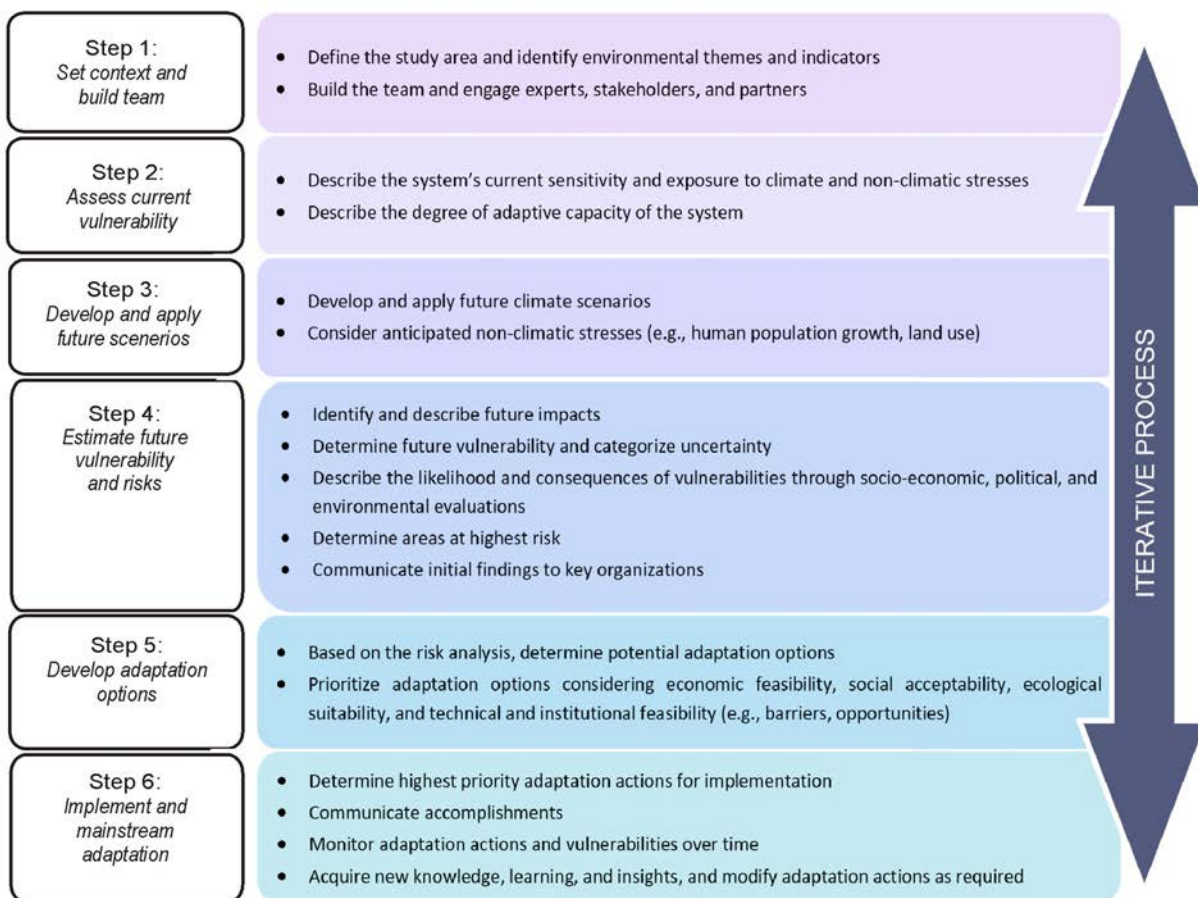 Step 1:
Set context and
build team
• Define the study area and identify environmental themes and indicators
• Build the team and engage experts, stakeholders, and partners
Step 2:
Assess current
vulnerability
• Describe the system's current sensitivity and exposure to climate and non-climatic stresses
• Describe the degree of adaptive capacity of the system
Step 3:
Develop and apply
future scenerios
• Develop and apply future climate scenarios
• Consider anticipated non-climatic stresses (e.g., human population growth, land use)
Step 4:
Estimate future
vulnerability
and risks
• Identify and describe future impacts
• Determine future vulnerability and categorize uncertainty
• Describe the likelihood and consequences of vulnerabilities through socio-economic, political, and
environmental evaluations
• Determine areas at highest risk
• Communicate initial findings to key organizations
Step 5:
Develop adaptation
options
• Based on the risk analysis, determine potential adaptation options
• Prioritize adaptation options considering economic feasibility, social acceptability, ecological
suitability, and technical and institutional feasibility (e.g., barriers, opportunities)
Step 6:
Implement and
mainstream
adaptation
• Determine highest priority adaptation actions for implementation
• Communicate accomplishments
• Monitor adaptation actions and vulnerabilities over time
• Acquire new knowledge, learning, and insights, and modify adaptation actions as required
ITERATIVE PROCESS